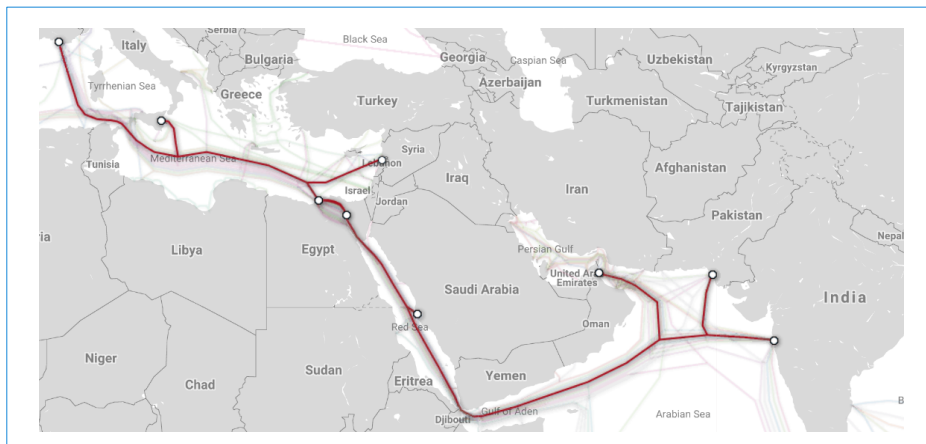 Serbia
Italy
Black Sea
Bulgaria
Georgia
Caspian Sea
Uzbekistan
Kyrgyzstan
Azerbaijan
Tyrrhenian Sea
Greece
Turkey
Turkmenistan
Tajikistan
Tunisia
Mediterranean Sea
Lebanon
Syria
Afghanistan
Israel
Iraq
Iran
Jordan
Pakistan
ria
Libya
Egypt
Persian Gulf
Nepal
United Arab
Emirates
Saudi Arabia
India
Red Sea
Oman
Niger
Chad
Sudan
Eritrea
Yemen
Djibouti
Gulf of Aden
Arabian Sea
B